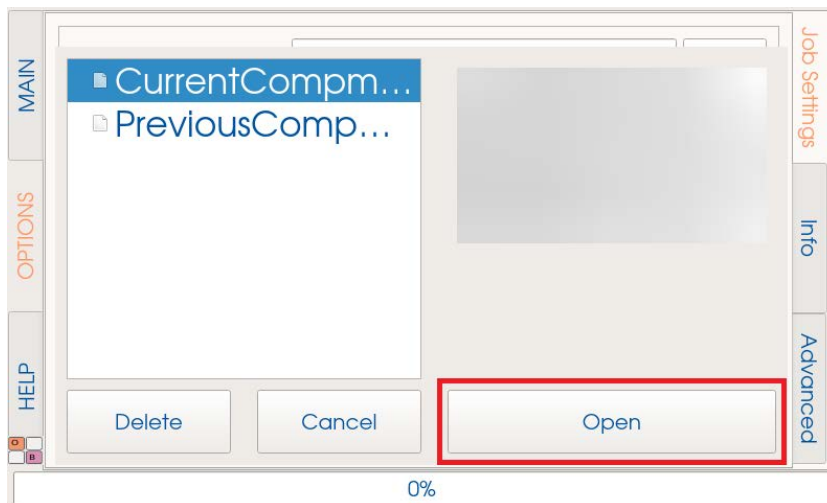 MAIN
OPTIONS
HELP
O
B
CurrentCompm...
PreviousComp...
Delete
Cancel
Open
Job Settings
Info
Advanced
0%